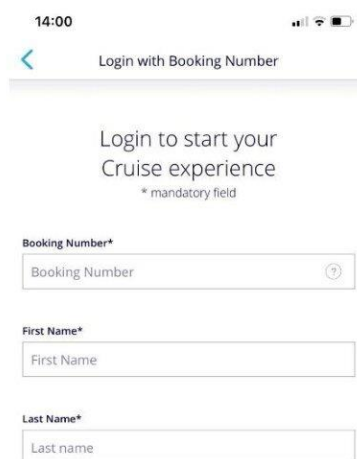 14:00
Login with Booking Number
Login to start your
Cruise experience
* mandatory field
Booking Number*
Booking Number
?
First Name*
First Name
Last Name*
Last name